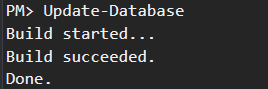 PM> Update-Database
Build started...
Build succeeded.
Done.